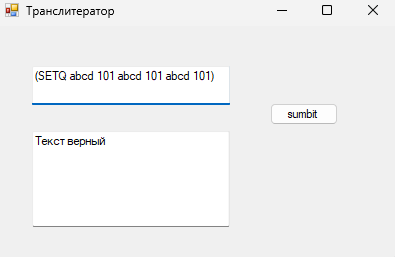 Транслитератор
(SETQ abcd 101 abcd 101 abcd 101)
sumbit
Текст верный